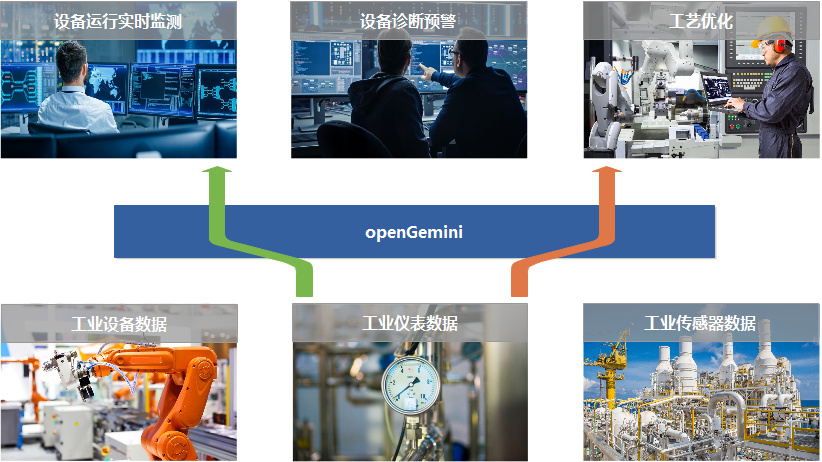 设备运行实时监测
设备诊断预警
工艺优化
openGemini
工业设备数据
工业仪表数据
工业传感器数据